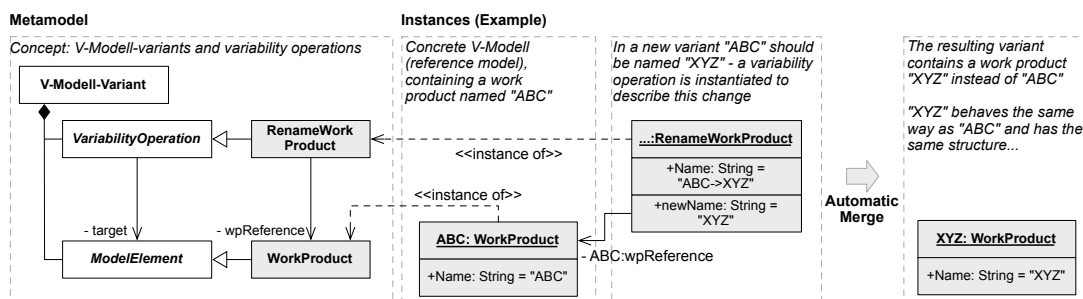 Metamodel
Instances (Example)
Concept: V-Modell-variants and variability operations
V-Modell-Variant
VariabilityOperation
RenameWork
Product
- target
- wpReference
ModelElement
WorkProduct
Concrete V-Modell
(reference model),
containing a work
product named "ABC"
<<instance of>>
<<instance of>>
ABC: WorkProduct
+Name: String = "ABC"
In a new variant "ABC" should
be named "XYZ" - a variability
operation is instantiated to
describe this change
...:RenameWorkProduct
+Name: String =
"ABC->XYZ"
+newName: String =
"XYZ"
- ABC:wpReference
Automatic
Merge
The resulting variant
contains a work product
"XYZ" instead of "ABC"
"XYZ" behaves the same
way as "ABC" and has the
same structure...
XYZ: WorkProduct
+Name: String = "XYZ"